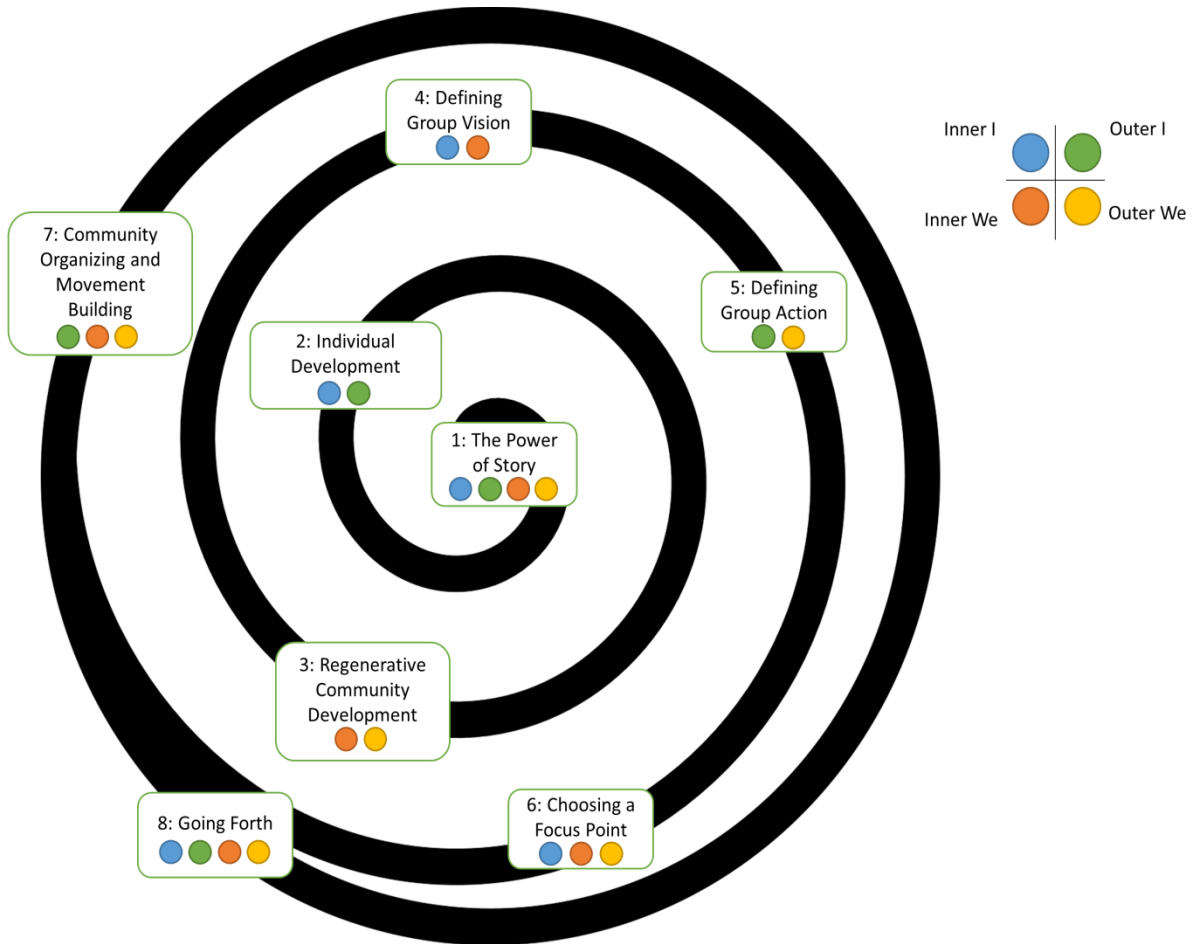 1: The Power
of Story
2: Individual
Development
3: Regenerative
Community
Development
4: Defining
Group Vision
5: Defining
Group Action
6: Choosing a
Focus Point
7: Community
Organizing and
Movement
Building
8: Going Forth
Inner I
Outer I
Inner We
Outer We